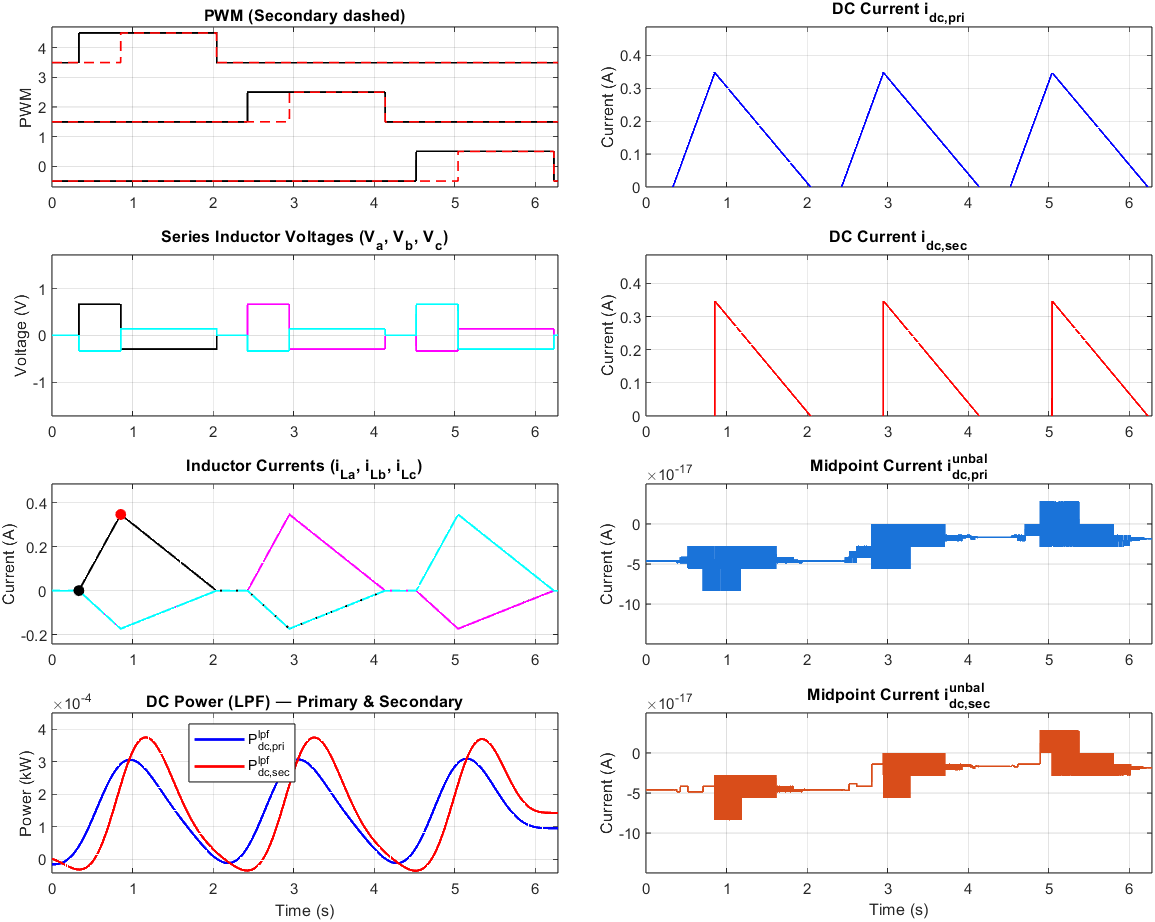 PWM (Secondary dashed)
4
3
2
1
0
PWM
0 1 2 3 4 5 6
DC Current i_dc,pri
0.4
0.3
0.2
0.1
0
Current (A)
0 1 2 3 4 5 6
Series Inductor Voltages (V_a, V_b, V_c)
1
0
-1
Voltage (V)
0 1 2 3 4 5 6
DC Current i_dc,sec
0.4
0.3
0.2
0.1
0
Current (A)
0 1 2 3 4 5 6
Inductor Currents (i_La, i_Lb, i_Lc)
0.4
0.2
0
-0.2
Current (A)
0 1 2 3 4 5 6
Midpoint Current i_dc,pri^unbal
×10^-17
0
-5
-10
Current (A)
0 1 2 3 4 5 6
DC Power (LPF) — Primary & Secondary
×10^-4
4
3
2
1
0
Power (kW)
P_dc,pri^lpf
P_dc,sec^lpf
0 1 2 3 4 5 6
Time (s)
Midpoint Current i_dc,sec^unbal
×10^-17
0
-5
-10
Current (A)
0 1 2 3 4 5 6
Time (s)